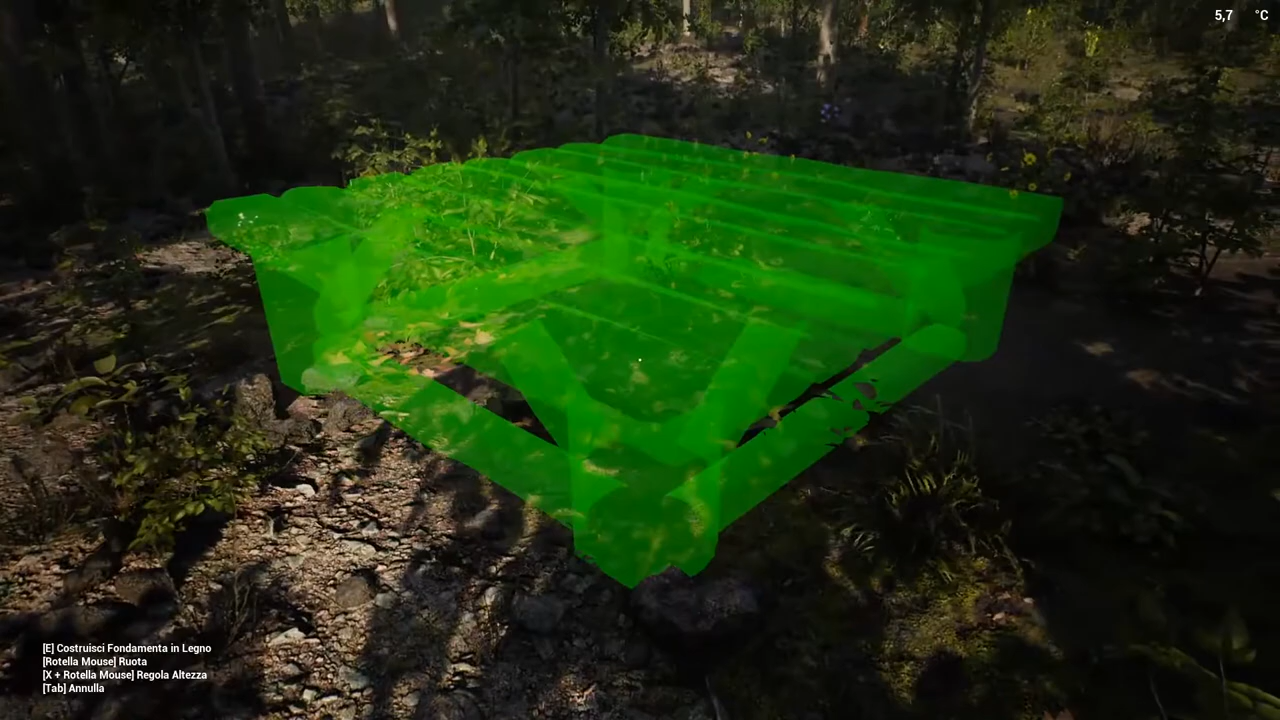 5,7 °C
[E] Costruisci Fondamenta in Legno
[Rotella Mouse] Ruota
[X + Rotella Mouse] Regola Altezza
[Tab] Annulla